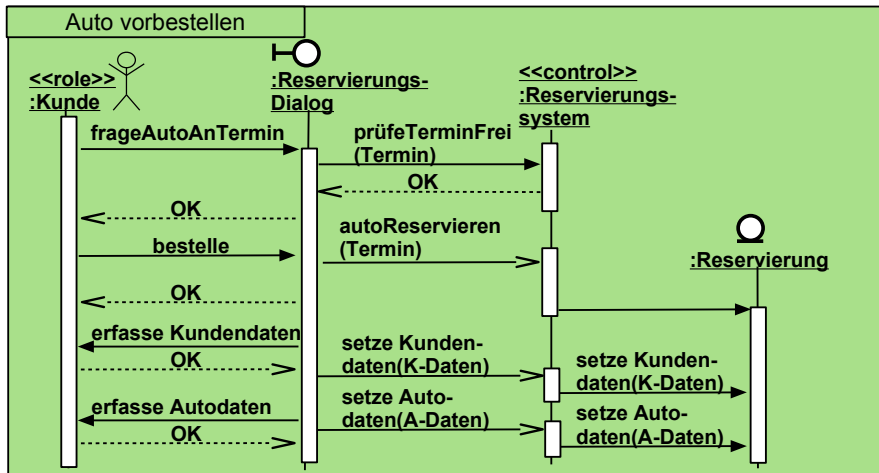 Auto vorbestellen
<<role>>
:Kunde
:Reservierungs-
Dialog
<<control>>
:Reservierungs-
system
frageAutoAnTermin
prüfeTerminFrei
(Termin)
OK
OK
bestelle
autoReservieren
(Termin)
:Reservierung
OK
erfasse Kundendaten
setze Kunden-
daten(K-Daten)
OK
setze Kunden-
daten(K-Daten)
erfasse Autodaten
setze Auto-
daten(A-Daten)
OK
setze Auto-
daten(A-Daten)